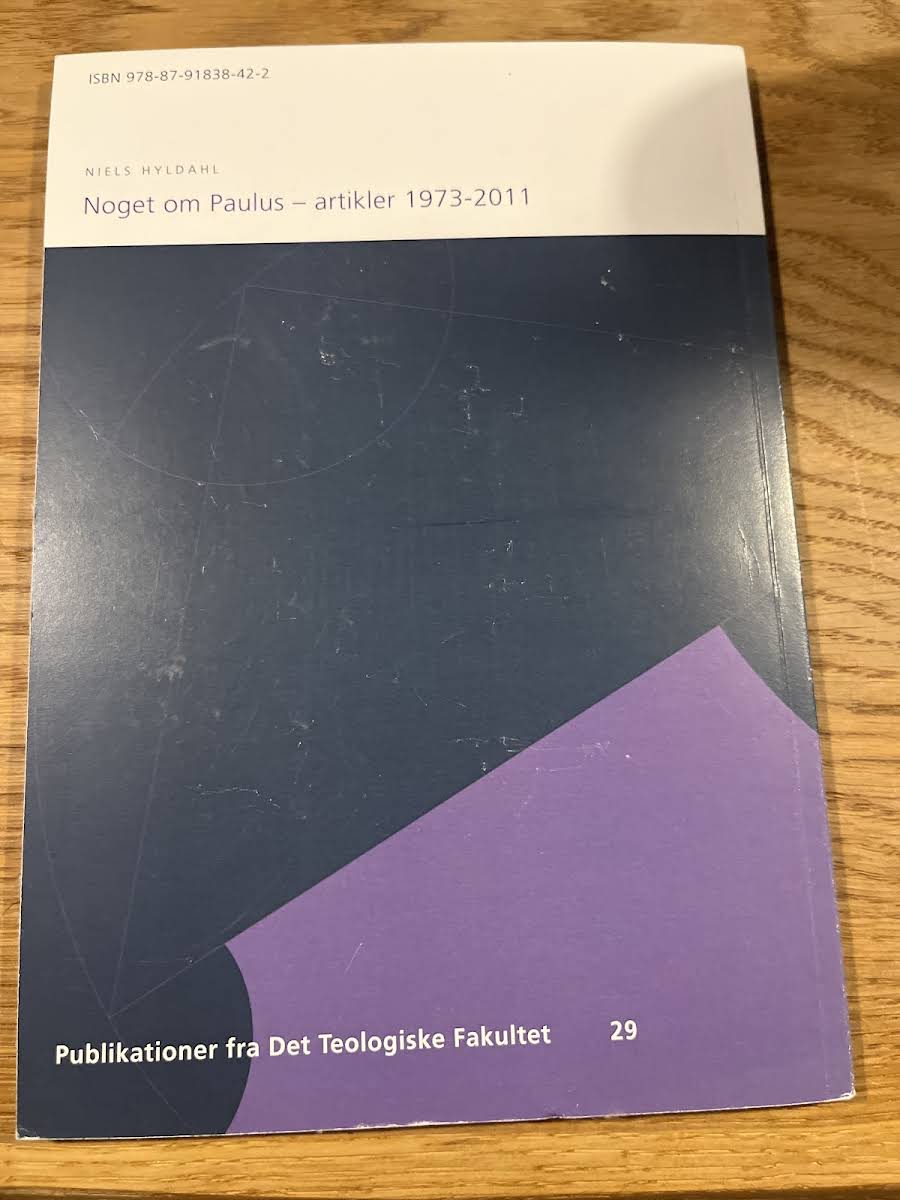 ISBN 978-87-91838-42-2
NIELS HYLDAHL
Noget om Paulus – artikler 1973-2011
Publikationer fra Det Teologiske Fakultet 29